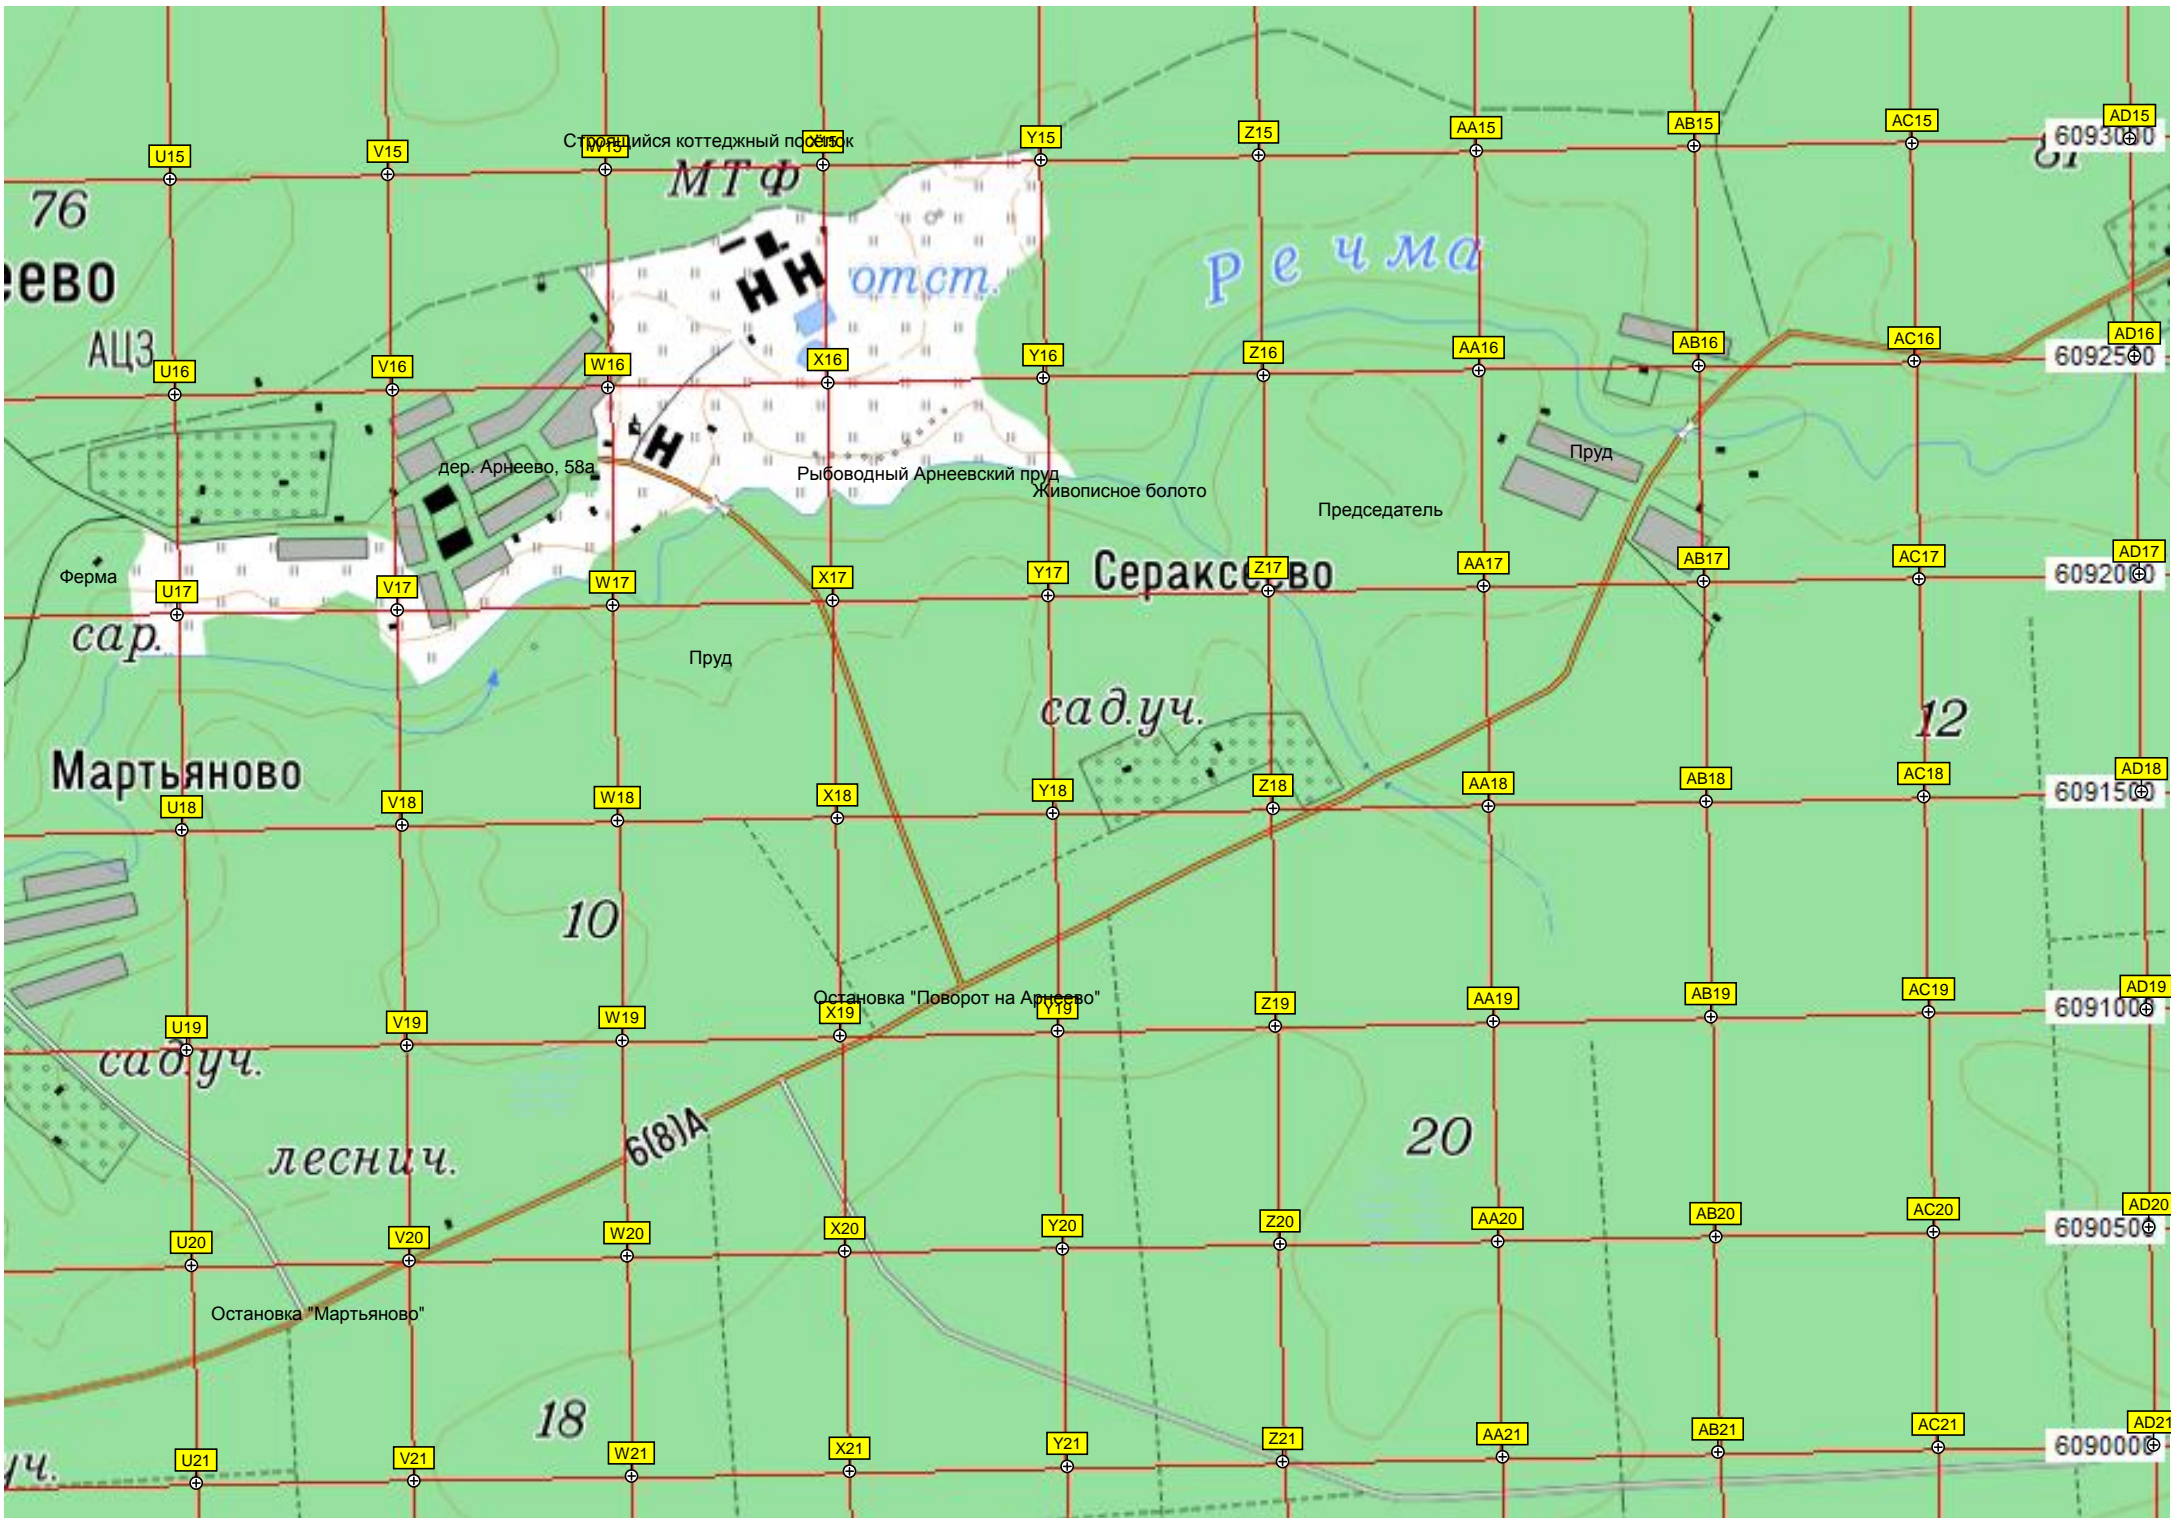 U15
V15
W15
X15
Y15
Z15
AA15
AB15
AC15
AD15
6093000
Строящийся коттеджный посёлок
МТФ
81
76
еево
отст.
Речма
АЦЗ
U16
V16
W16
X16
Y16
Z16
AA16
AB16
AC16
AD16
6092500
дер. Арнеево, 58а
Рыбоводный Арнеевский пруд
Живописное болото
Председатель
Пруд
Ферма
Сераксеево
U17
V17
W17
X17
Y17
Z17
AA17
AB17
AC17
AD17
6092000
сар.
Пруд
сад.уч.
12
Мартьяново
U18
V18
W18
X18
Y18
Z18
AA18
AB18
AC18
AD18
6091500
10
Остановка "Поворот на Арнеево"
U19
V19
W19
X19
Y19
Z19
AA19
AB19
AC19
AD19
6091000
сад.уч.
6(8)А
20
леснич.
U20
V20
W20
X20
Y20
Z20
AA20
AB20
AC20
AD20
6090500
Остановка "Мартьяново"
18
уч.
U21
V21
W21
X21
Y21
Z21
AA21
AB21
AC21
AD21
6090000